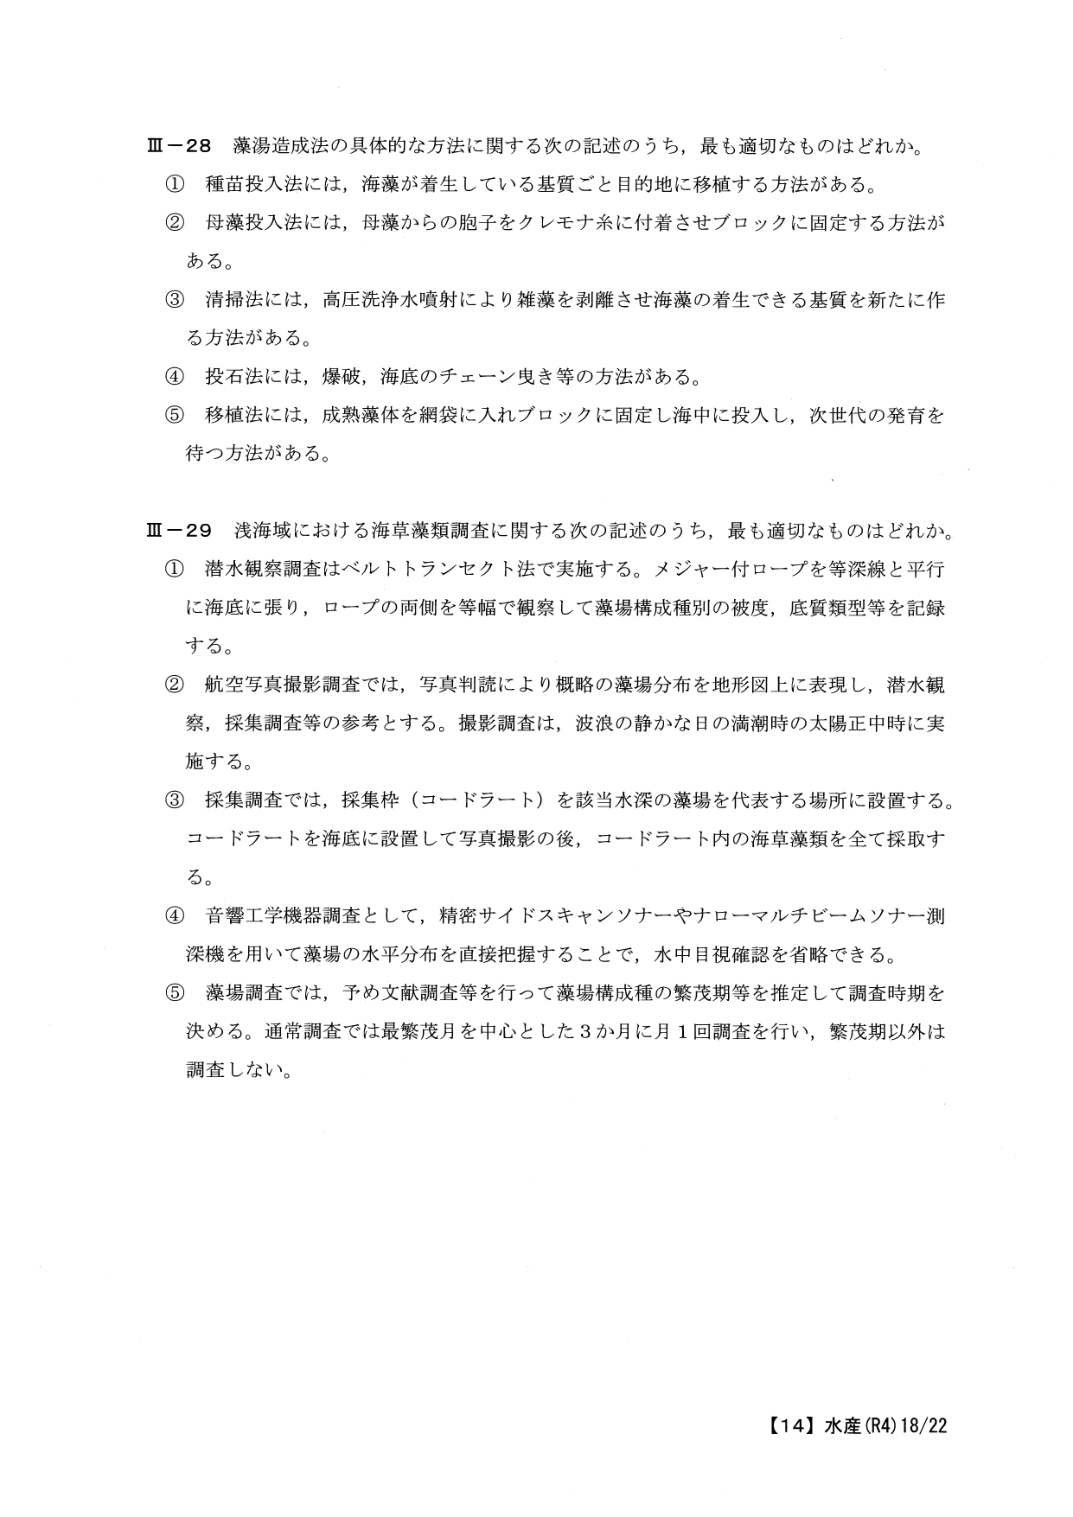 Ⅲ－28　藻湯造成法の具体的な方法に関する次の記述のうち，最も適切なものはどれか。
①　種苗投入法には，海藻が着生している基質ごと目的地に移植する方法がある。
②　母藻投入法には，母藻からの胞子をクレモナ糸に付着させブロックに固定する方法が
ある。
③　清掃法には，高圧洗浄水噴射により雑藻を剥離させ海藻の着生できる基質を新たに作
る方法がある。
④　投石法には，爆破，海底のチェーン曳き等の方法がある。
⑤　移植法には，成熟藻体を網袋に入れブロックに固定し海中に投入し，次世代の発育を
待つ方法がある。
Ⅲ－29　浅海域における海草藻類調査に関する次の記述のうち，最も適切なものはどれか。
①　潜水観察調査はベルトトランセクト法で実施する。メジャー付ロープを等深線と平行
に海底に張り，ロープの両側を等幅で観察して藻場構成種別の被度，底質類型等を記録
する。
②　航空写真撮影調査では，写真判読により概略の藻場分布を地形図上に表現し，潜水観
察，採集調査等の参考とする。撮影調査は，波浪の静かな日の満潮時の太陽正中時に実
施する。
③　採集調査では，採集枠（コードラート）を該当水深の藻場を代表する場所に設置する。
コードラートを海底に設置して写真撮影の後，コードラート内の海草藻類を全て採取す
る。
④　音響工学機器調査として，精密サイドスキャンソナーやナローマルチビームソナー測
深機を用いて藻場の水平分布を直接把握することで，水中目視確認を省略できる。
⑤　藻場調査では，予め文献調査等を行って藻場構成種の繁茂期等を推定して調査時期を
決める。通常調査では最繁茂月を中心とした３か月に月１回調査を行い，繁茂期以外は
調査しない。
【14】水産(R4)18/22